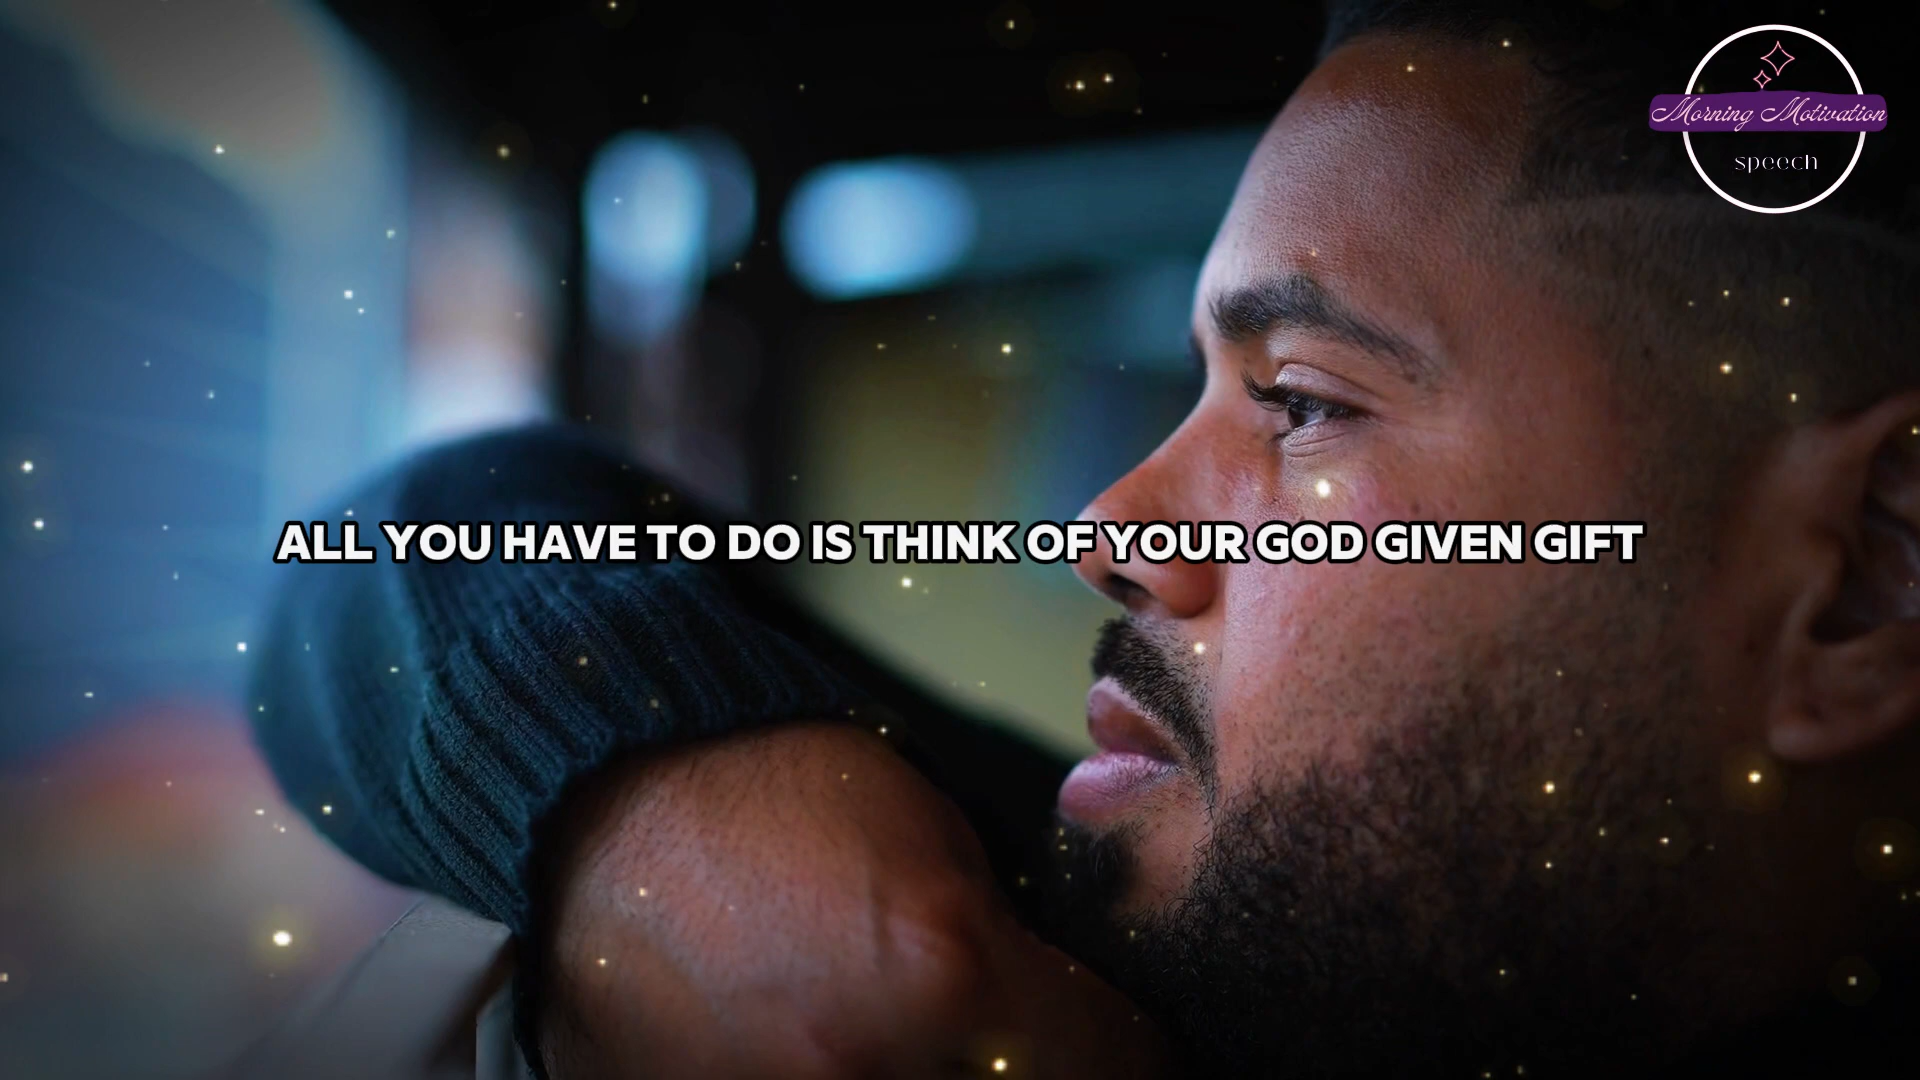 Morning Motivation
speech
ALL YOU HAVE TO DO IS THINK OF YOUR GOD GIVEN GIFT